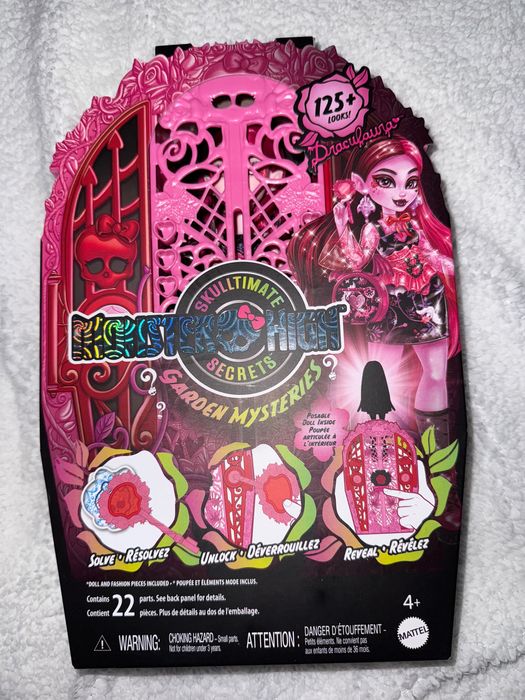 125+
LOOKS!
Draculaura
SKULLTIMATE
MONSTER HIGH
SECRETS
GARDEN MYSTERIES
POSABLE
DOLL INSIDE
POUPÉE
ARTICULÉE À
L'INTÉRIEUR
SOLVE • RÉSOLVEZ
UNLOCK • DÉVERROUILLEZ
REVEAL • RÉVÉLEZ
*DOLL AND FASHION PIECES INCLUDED • *POUPÉE ET ÉLÉMENTS MODE INCLUS.
Contains 22 parts. See back panel for details.
Contient 22 pièces. Plus de détails au dos de l'emballage.
4+
WARNING: CHOKING HAZARD – Small parts.
Not for children under 3 years.
ATTENTION : DANGER D'ÉTOUFFEMENT –
Petits éléments. Ne convient pas
aux enfants de moins de 36 mois.
MATTEL